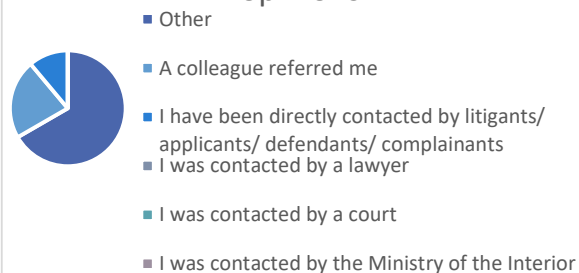 Other
A colleague referred me
I have been directly contacted by litigants/
applicants/ defendants/ complainants
I was contacted by a lawyer
I was contacted by a court
I was contacted by the Ministry of the Interior